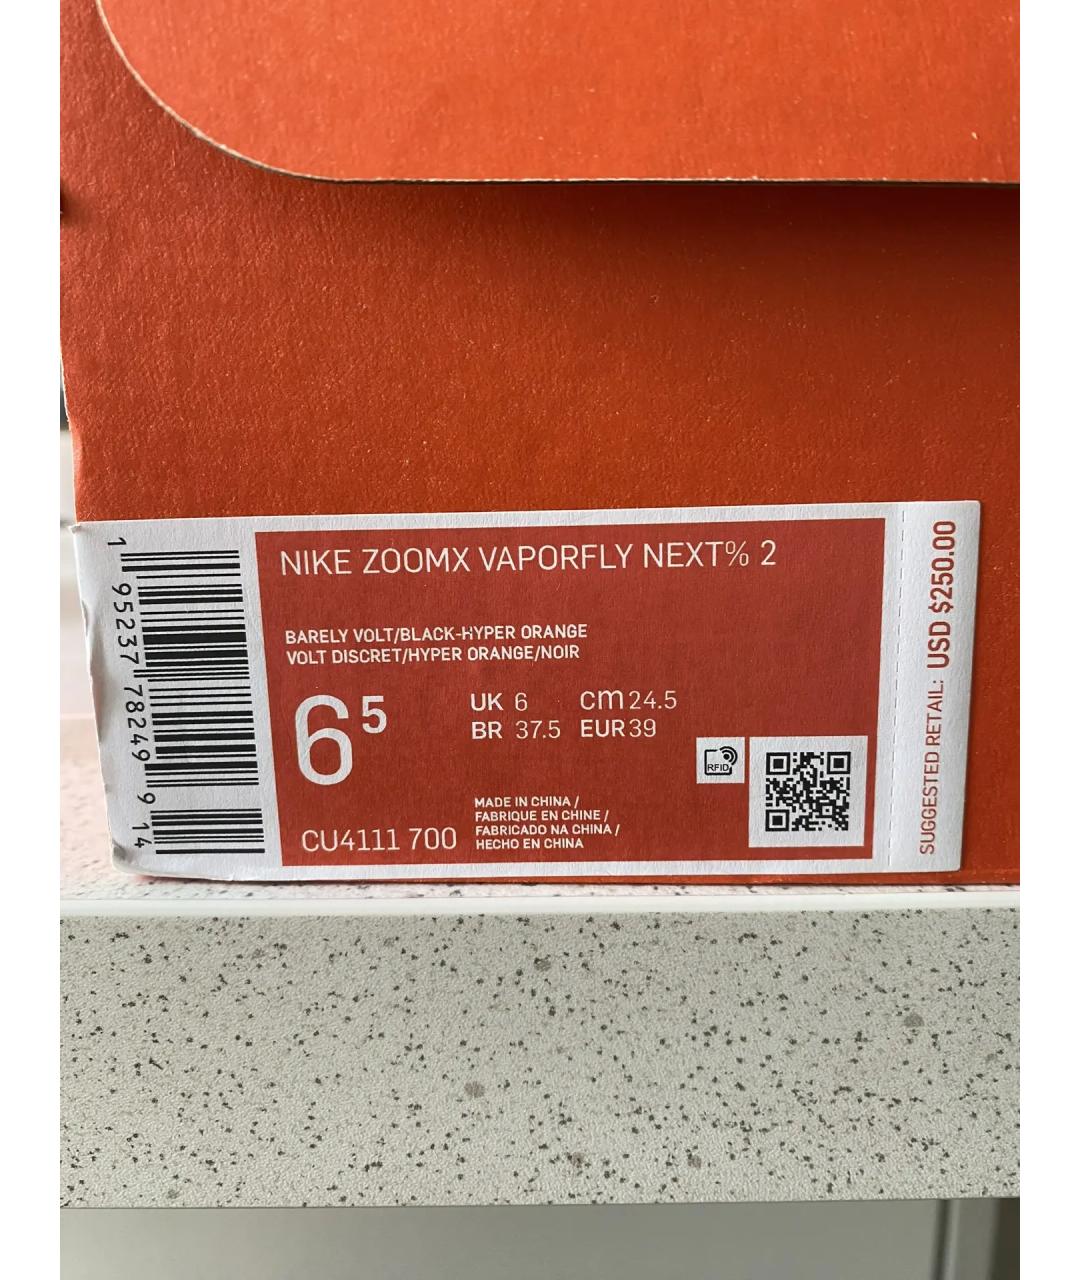 NIKE ZOOMX VAPORFLY NEXT% 2
BARELY VOLT/BLACK-HYPER ORANGE
VOLT DISCRET/HYPER ORANGE/NOIR
6⁵
UK 6 cm 24.5
BR 37.5 EUR 39
RFID
MADE IN CHINA /
FABRIQUE EN CHINE /
FABRICADO NA CHINA /
HECHO EN CHINA
CU4111 700
1 95237 78249 9 14
SUGGESTED RETAIL: USD $250.00